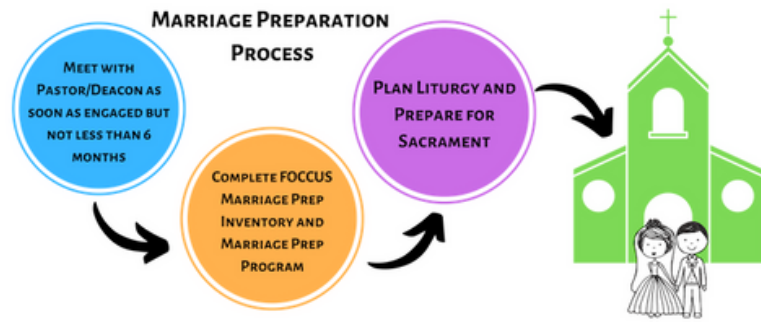 Marriage Preparation
Process
Meet with
Pastor/Deacon as
soon as engaged but
not less than 6
months
Complete FOCCUS
Marriage Prep
Inventory and
Marriage Prep
Program
Plan Liturgy and
Prepare for
Sacrament